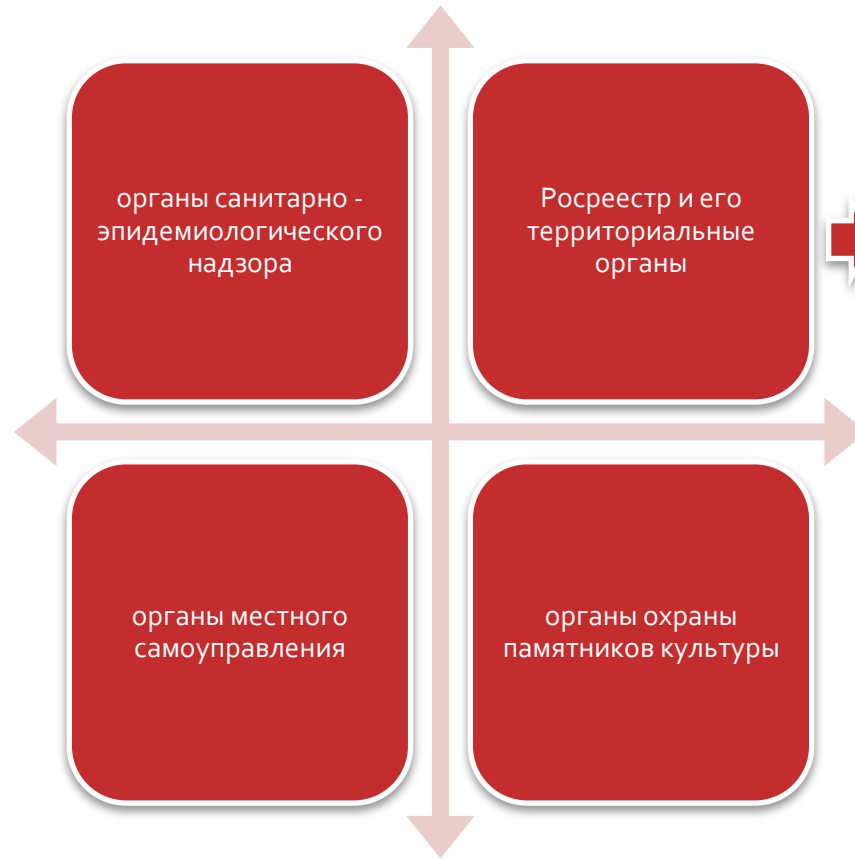 органы санитарно -
эпидемиологического
надзора
Росреестр и его
территориальные
органы
органы местного
самоуправления
органы охраны
памятников культуры